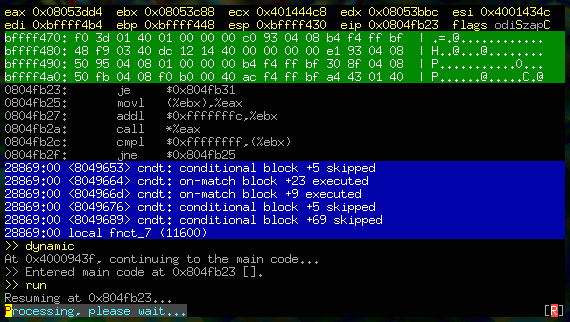 eax 0x08053dd4 ebx 0x08053c88 ecx 0x401444c8 edx 0x08053bbc esi 0x4001434c
edi 0xbffff4b4 ebp 0xbffff448 esp 0xbffff430 eip 0x0804fb23 flags odiSzapC
bffff470: f0 3d 01 40 01 00 00 00 c0 93 04 08 b4 f4 ff bf | .=.@............
bffff480: 48 f9 03 40 dc 12 14 40 00 00 00 00 e1 93 04 08 | H..@...@........
bffff490: 50 95 04 08 01 00 00 00 b4 f4 ff bf 30 8f 04 08 | P...........0...
bffff4a0: 50 fb 04 08 f0 b0 00 40 ac f4 ff bf a4 43 01 40 | P......@.....C.@
0804fb23: je $0x804fb31
0804fb25: movl (%ebx),%eax
0804fb27: addl $0xfffffffc,%ebx
0804fb2a: call *%eax
0804fb2c: cmpl $0xffffffff,(%ebx)
0804fb2f: jne $0x804fb25
28869:00 <8049653> cndt: conditional block +5 skipped
28869:00 <8049664> cndt: on-match block +23 executed
28869:00 <804966d> cndt: on-match block +9 executed
28869:00 <8049676> cndt: conditional block +5 skipped
28869:00 <8049689> cndt: conditional block +69 skipped
28869:00 local fnct_7 (11600)
>> dynamic
At 0x4000943f, continuing to the main code...
>> Entered main code at 0x804fb23 [].
>> run
Resuming at 0x804fb23...
Processing, please wait... [R]